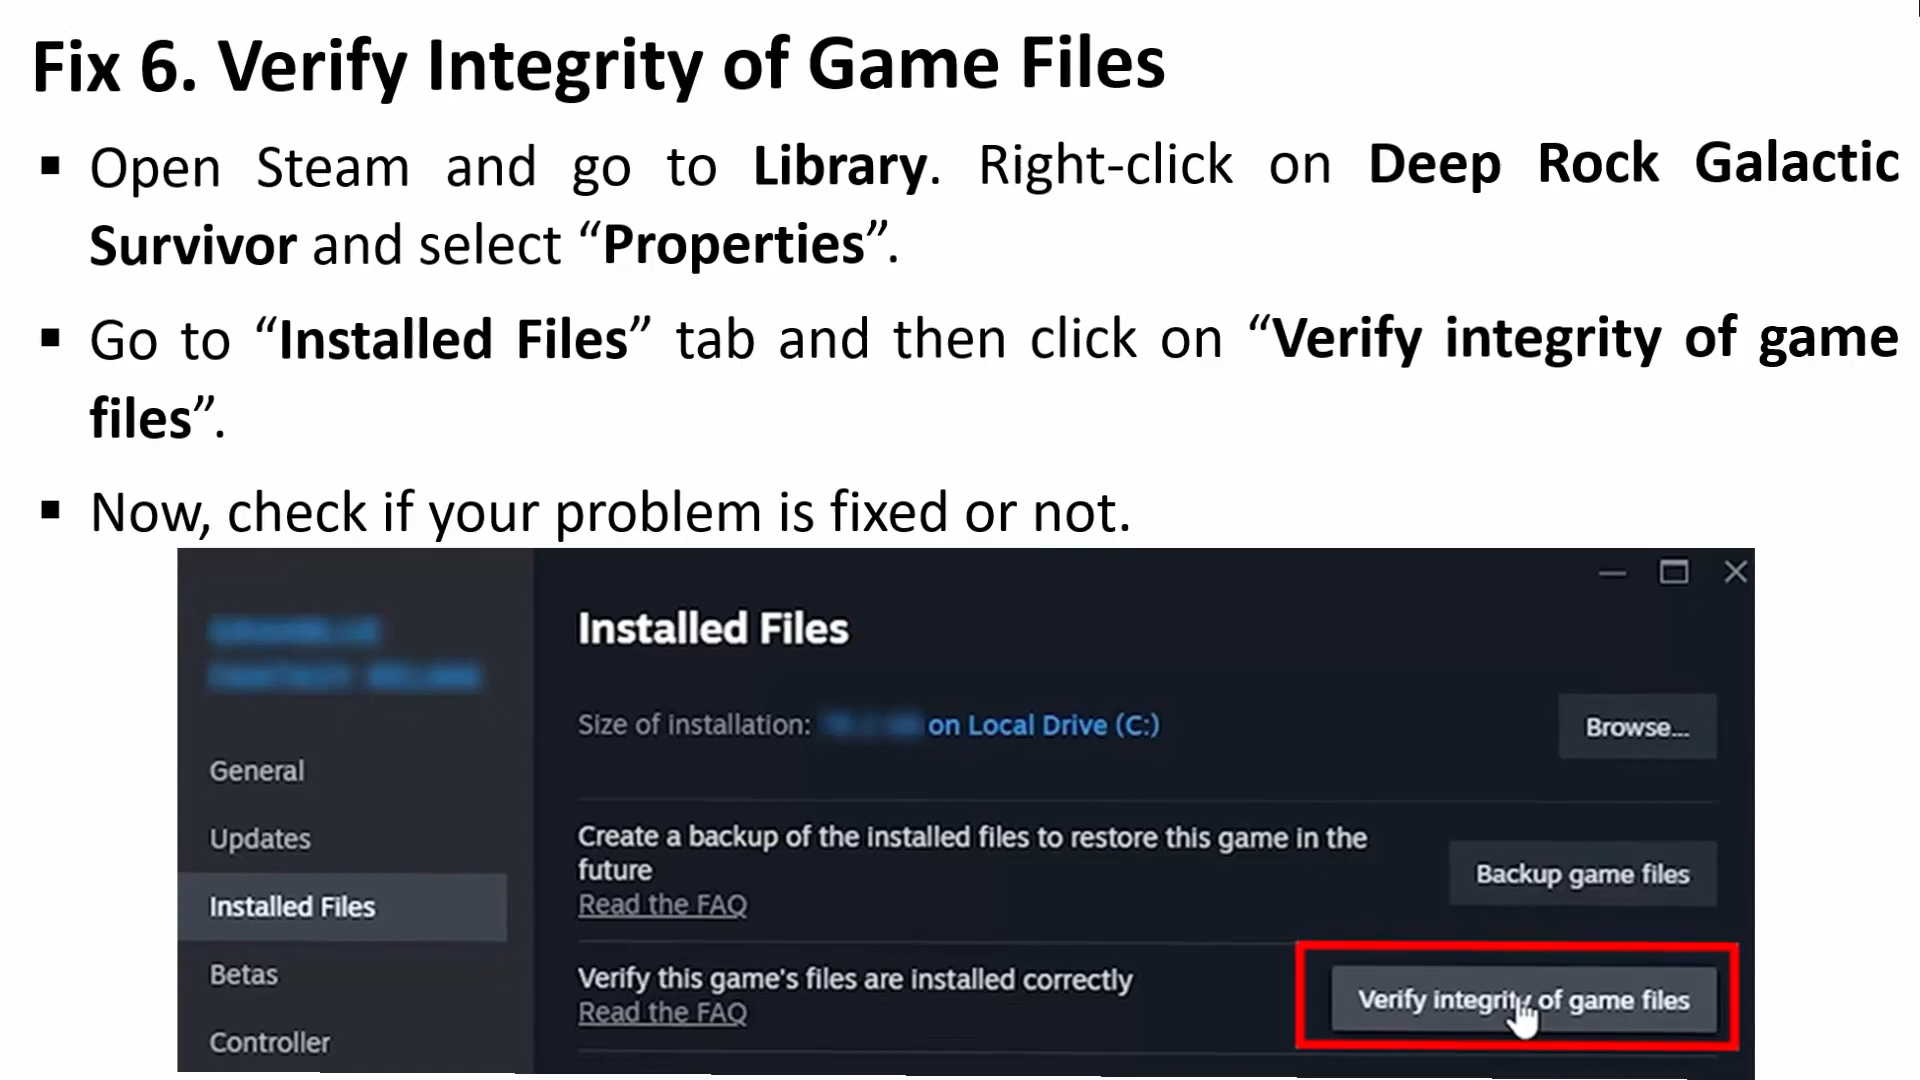 Fix 6. Verify Integrity of Game Files
▪ Open Steam and go to Library. Right-click on Deep Rock Galactic
Survivor and select “Properties”.
▪ Go to “Installed Files” tab and then click on “Verify integrity of game
files”.
▪ Now, check if your problem is fixed or not.
Installed Files
Size of installation: on Local Drive (C:)
Browse...
General
Updates
Installed Files
Betas
Controller
Create a backup of the installed files to restore this game in the
future
Read the FAQ
Backup game files
Verify this game's files are installed correctly
Read the FAQ
Verify integrity of game files